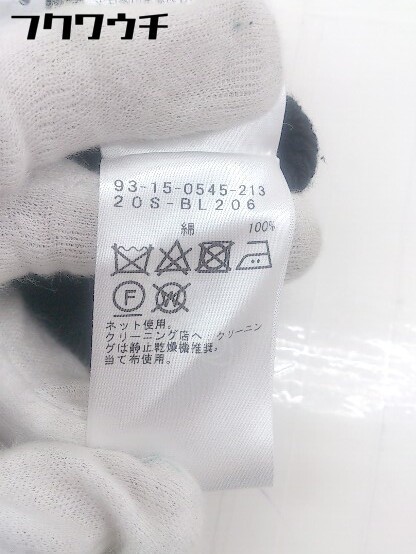 フクワウチ
93-15-0545-213
20S-BL206
綿 100%
F W
ネット使用。
クリーニング店へ クリーニン
グは静止乾燥機推奨。
当て布使用。